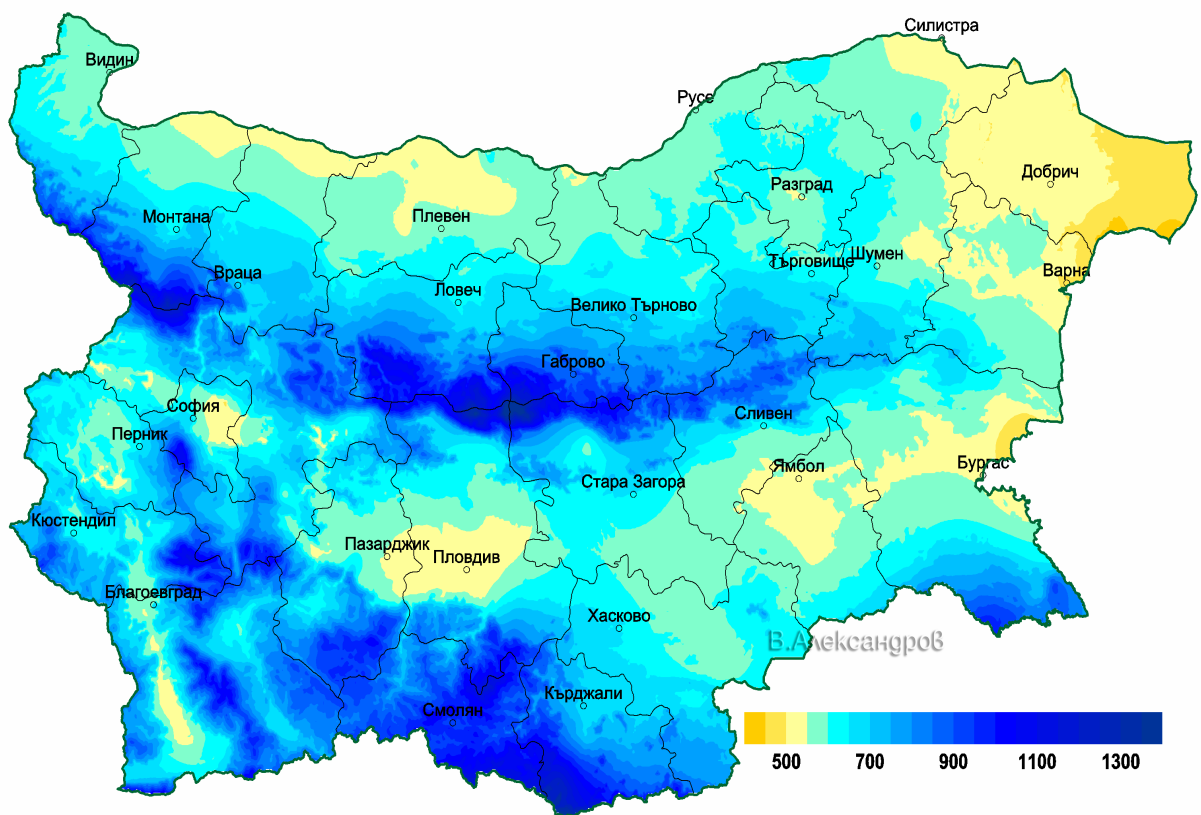 Силистра
Видин
Русе
Добрич
Разград
Монтана
Плевен
Търговище
Шумен
Варна
Враца
Ловеч
Велико Търново
Габрово
София
Сливен
Перник
Бургас
Ямбол
Стара Загора
Кюстендил
Пазарджик
Пловдив
Благоевград
Хасково
В.Александров
Кърджали
Смолян
500 700 900 1100 1300